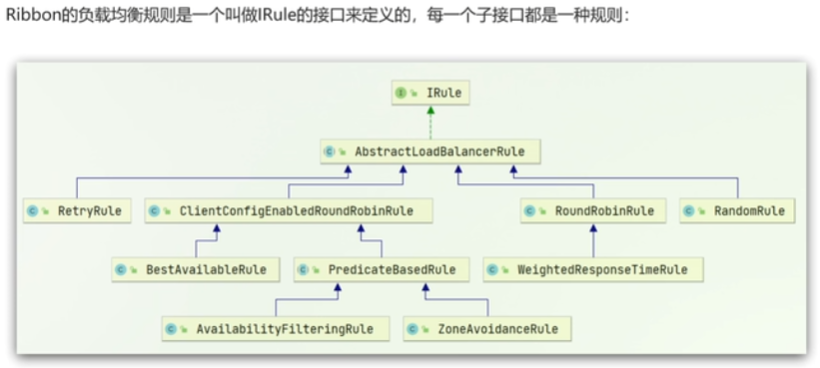 Ribbon的负载均衡规则是一个叫做IRule的接口来定义的，每一个子接口都是一种规则：
IRule
AbstractLoadBalancerRule
RetryRule
ClientConfigEnabledRoundRobinRule
RoundRobinRule
RandomRule
BestAvailableRule
PredicateBasedRule
WeightedResponseTimeRule
AvailabilityFilteringRule
ZoneAvoidanceRule